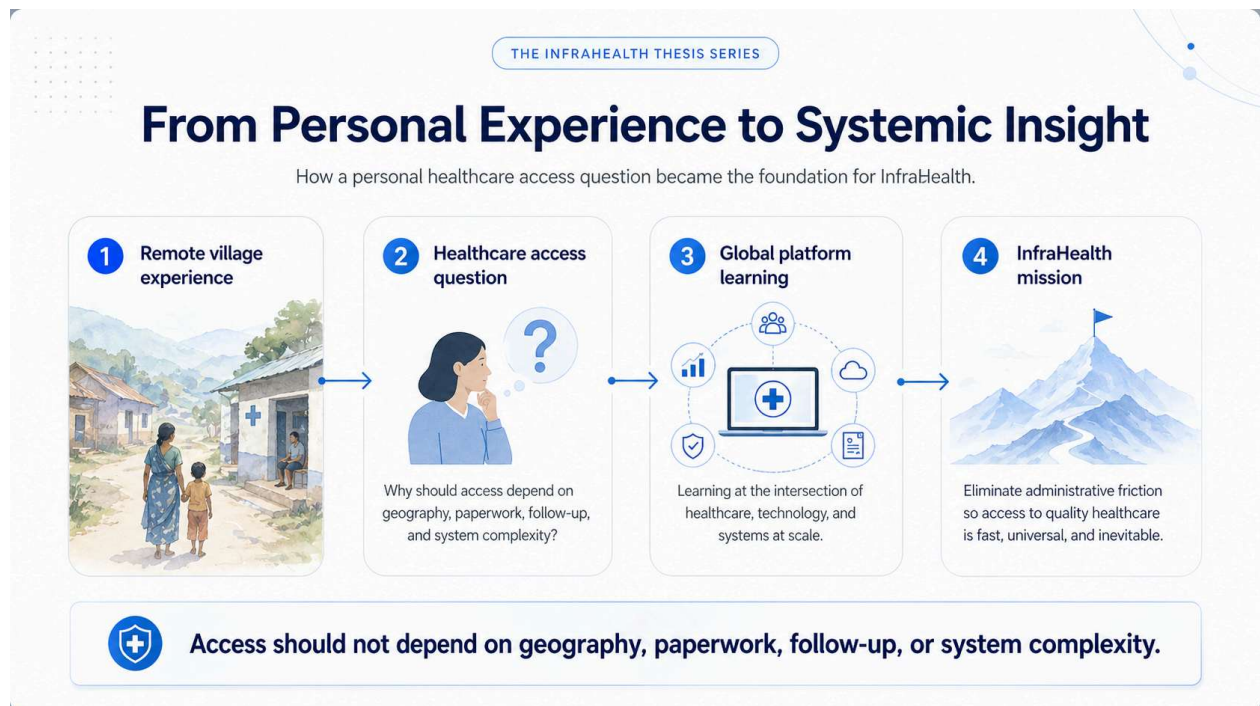 THE INFRAHEALTH THESIS SERIES
From Personal Experience to Systemic Insight
How a personal healthcare access question became the foundation for InfraHealth.
1
Remote village
experience
2
Healthcare access
question
?
Why should access depend on
geography, paperwork, follow-up,
and system complexity?
3
Global platform
learning
Learning at the intersection of
healthcare, technology, and
systems at scale.
4
InfraHealth
mission
Eliminate administrative friction
so access to quality healthcare
is fast, universal, and inevitable.
Access should not depend on geography, paperwork, follow-up, or system complexity.